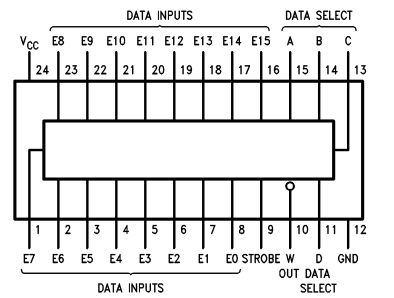 DATA INPUTS DATA SELECT
VCC E8 E9 E10 E11 E12 E13 E14 E15 A B C
24 23 22 21 20 19 18 17 16 15 14 13
1 2 3 4 5 6 7 8 9 10 11 12
E7 E6 E5 E4 E3 E2 E1 E0 STROBE W D GND
OUT DATA
DATA INPUTS SELECT